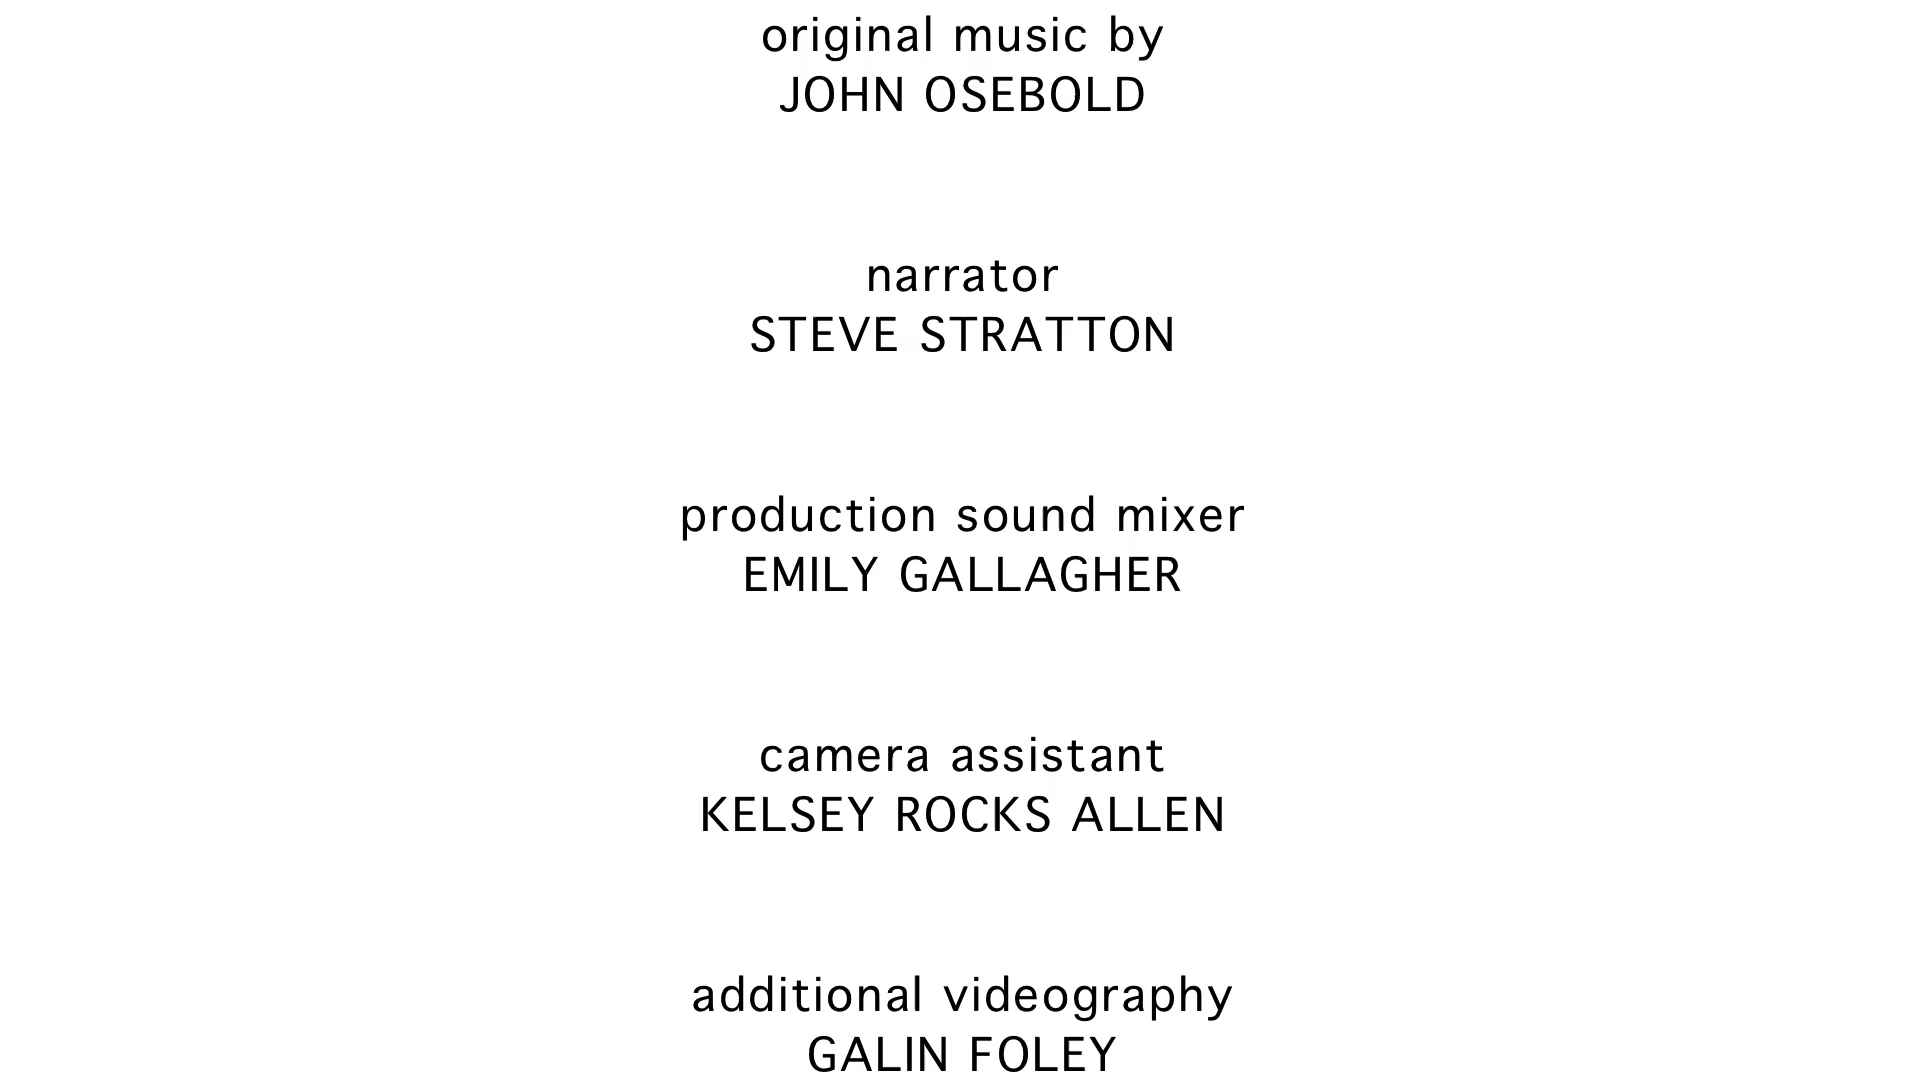 original music by
JOHN OSEBOLD
narrator
STEVE STRATTON
production sound mixer
EMILY GALLAGHER
camera assistant
KELSEY ROCKS ALLEN
additional videography
GALIN FOLEY